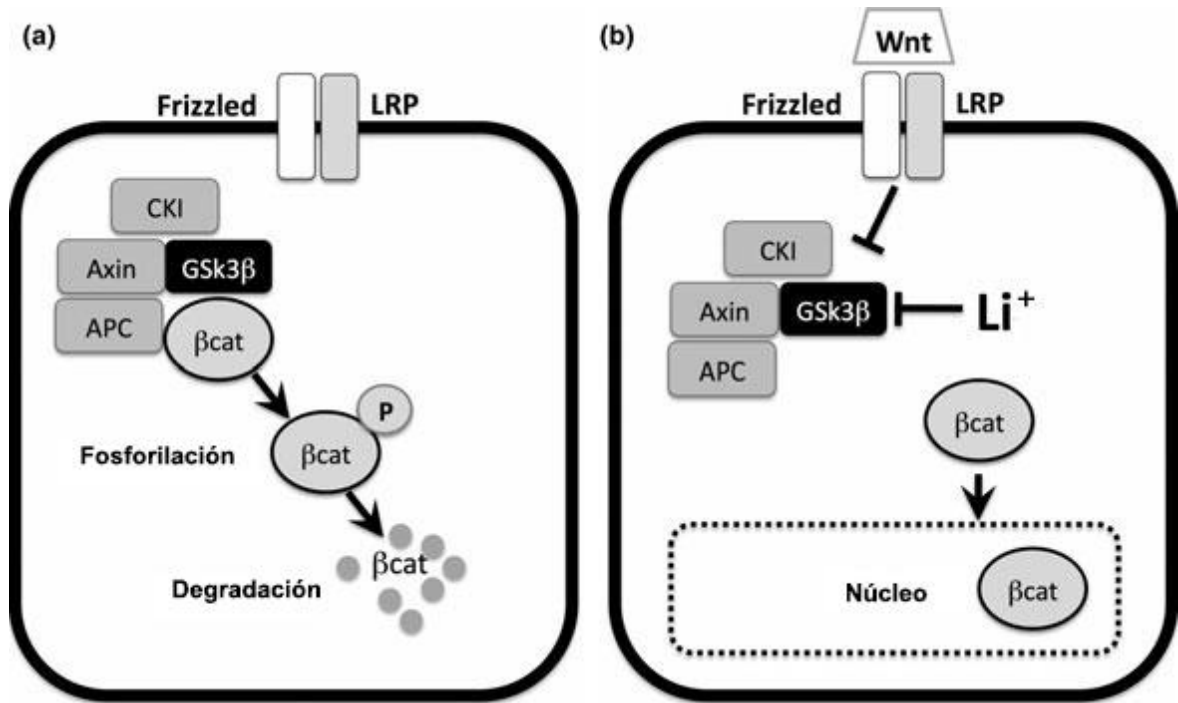 (a)
Frizzled LRP
CKI
Axin GSk3β
APC
βcat
P
βcat
Fosforilación
βcat
Degradación
(b)
Wnt
Frizzled LRP
CKI
Axin GSk3β
Li⁺
APC
βcat
Núcleo
βcat